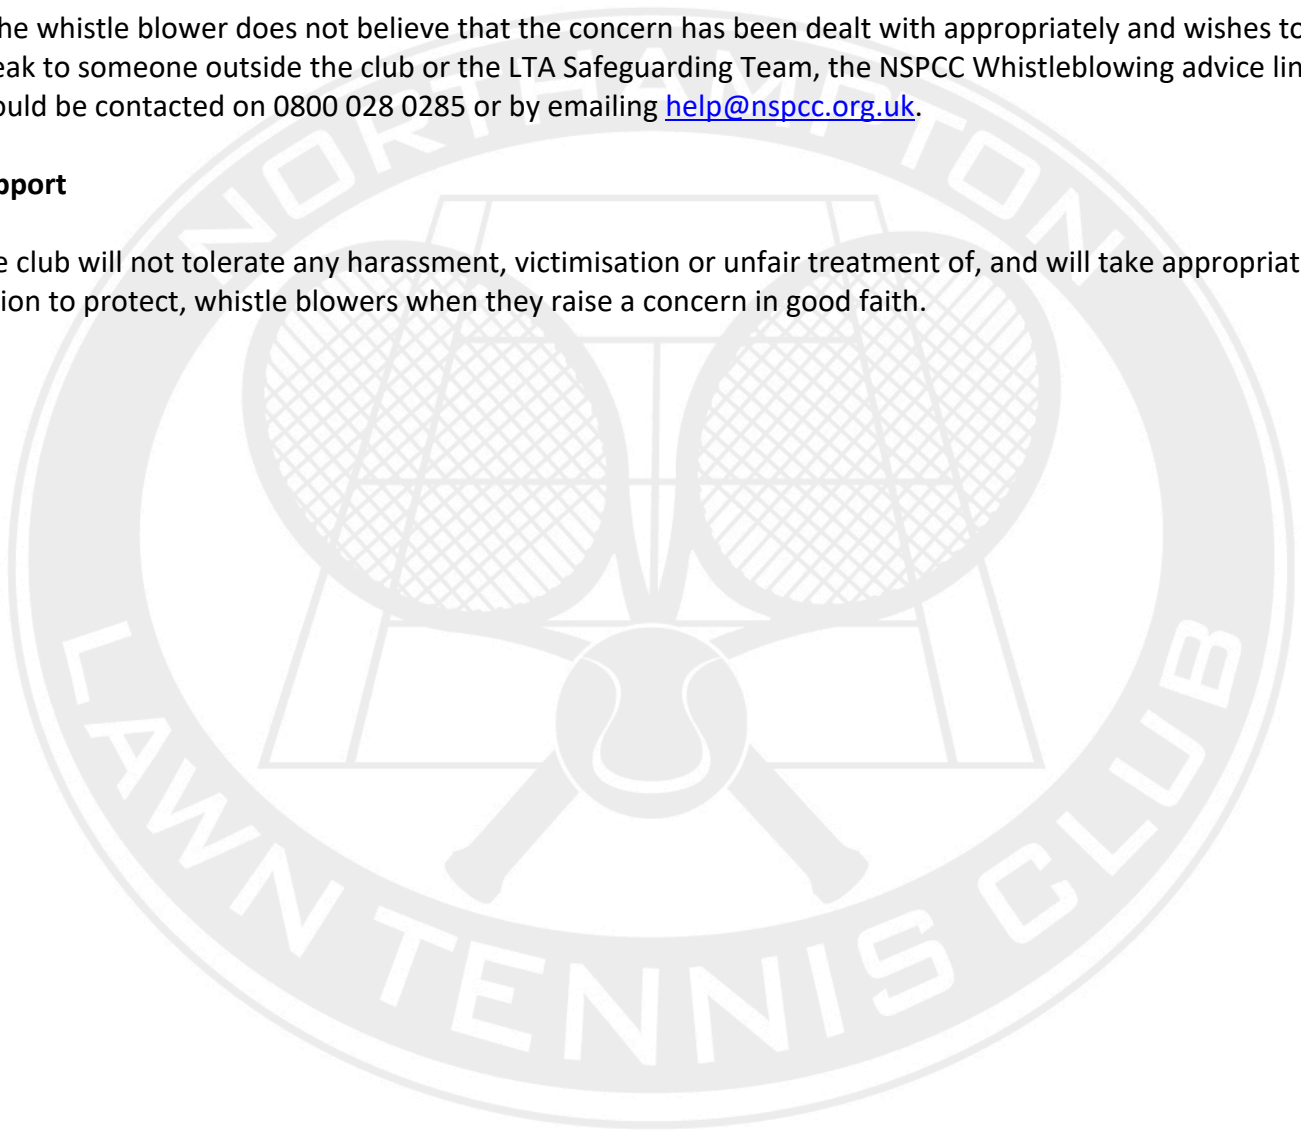 he whistle blower does not believe that the concern has been dealt with appropriately and wishes to
eak to someone outside the club or the LTA Safeguarding Team, the NSPCC Whistleblowing advice lin
ould be contacted on 0800 028 0285 or by emailing help@nspcc.org.uk.
pport
e club will not tolerate any harassment, victimisation or unfair treatment of, and will take appropriat
ion to protect, whistle blowers when they raise a concern in good faith.
NORTHAMPTON
LAWN TENNIS CLUB